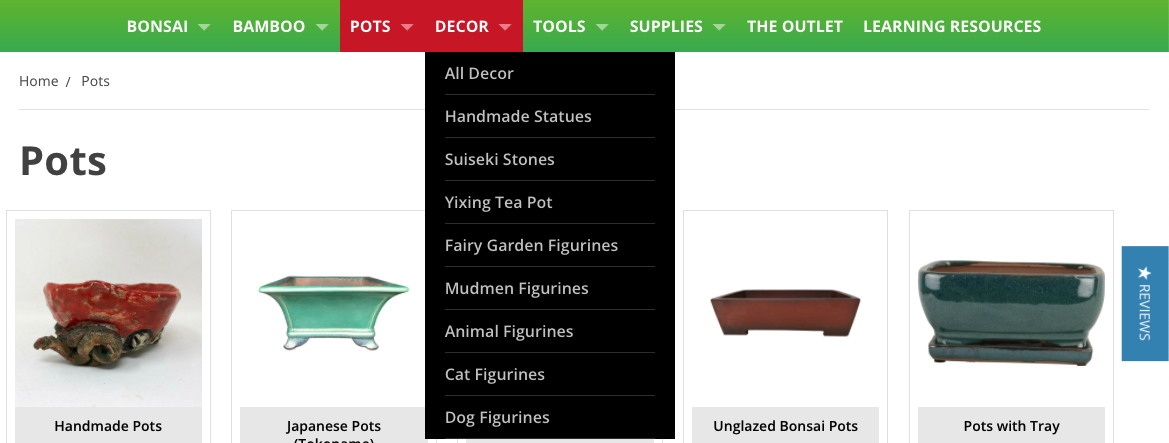 BONSAI BAMBOO POTS DECOR TOOLS SUPPLIES THE OUTLET LEARNING RESOURCES
Home / Pots
All Decor
Handmade Statues
Suiseki Stones
Yixing Tea Pot
Fairy Garden Figurines
Mudmen Figurines
Animal Figurines
Cat Figurines
Dog Figurines
Pots
Handmade Pots
Japanese Pots
(Tokoname)
Unglazed Bonsai Pots
Pots with Tray
★ REVIEWS